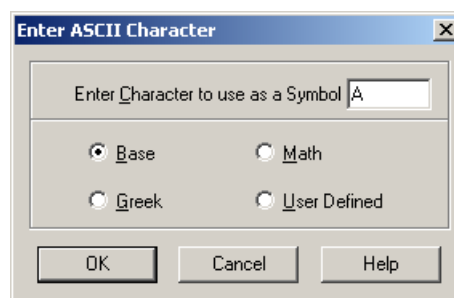 Enter ASCII Character
Enter Character to use as a Symbol A
Base Math
Greek User Defined
OK Cancel Help